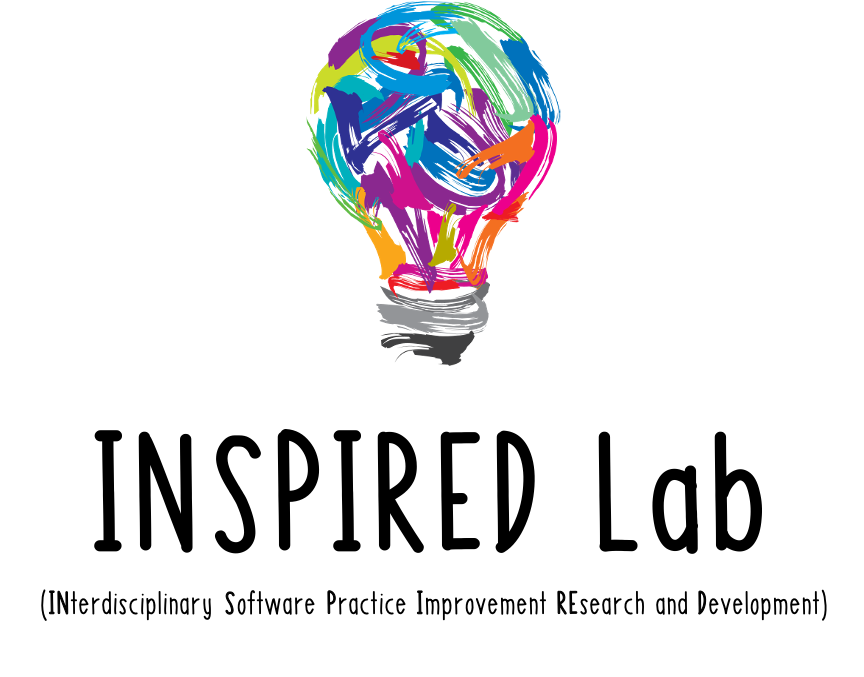 INSPIRED Lab
(INterdisciplinary Software Practice Improvement REsearch and Development)